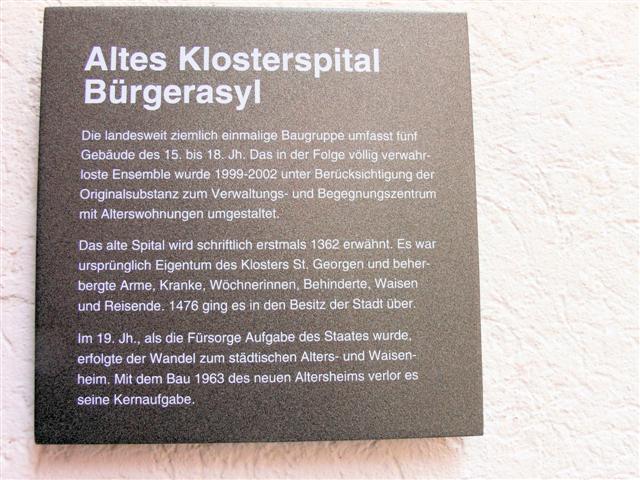 Altes Klosterspital
Bürgerasyl
Die landesweit ziemlich einmalige Baugruppe umfasst fünf
Gebäude des 15. bis 18. Jh. Das in der Folge völlig verwahr-
loste Ensemble wurde 1999-2002 unter Berücksichtigung der
Originalsubstanz zum Verwaltungs- und Begegnungszentrum
mit Alterswohnungen umgestaltet.
Das alte Spital wird schriftlich erstmals 1362 erwähnt. Es war
ursprünglich Eigentum des Klosters St. Georgen und beher-
bergte Arme, Kranke, Wöchnerinnen, Behinderte, Waisen
und Reisende. 1476 ging es in den Besitz der Stadt über.
Im 19. Jh., als die Fürsorge Aufgabe des Staates wurde,
erfolgte der Wandel zum städtischen Alters- und Waisen-
heim. Mit dem Bau 1963 des neuen Altersheims verlor es
seine Kernaufgabe.